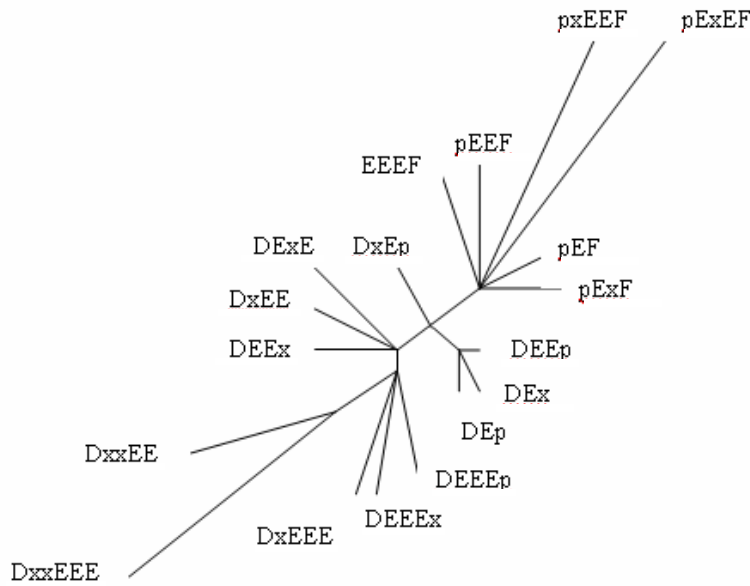 pxEEF pExEF
pEEF
EEEF
DExE DxEp pEF
pExF
DxEE
DEEx DEEp
DEx
DEp
DxxEE
DEEEp
DEEEx
DxEEE
DxxEEE